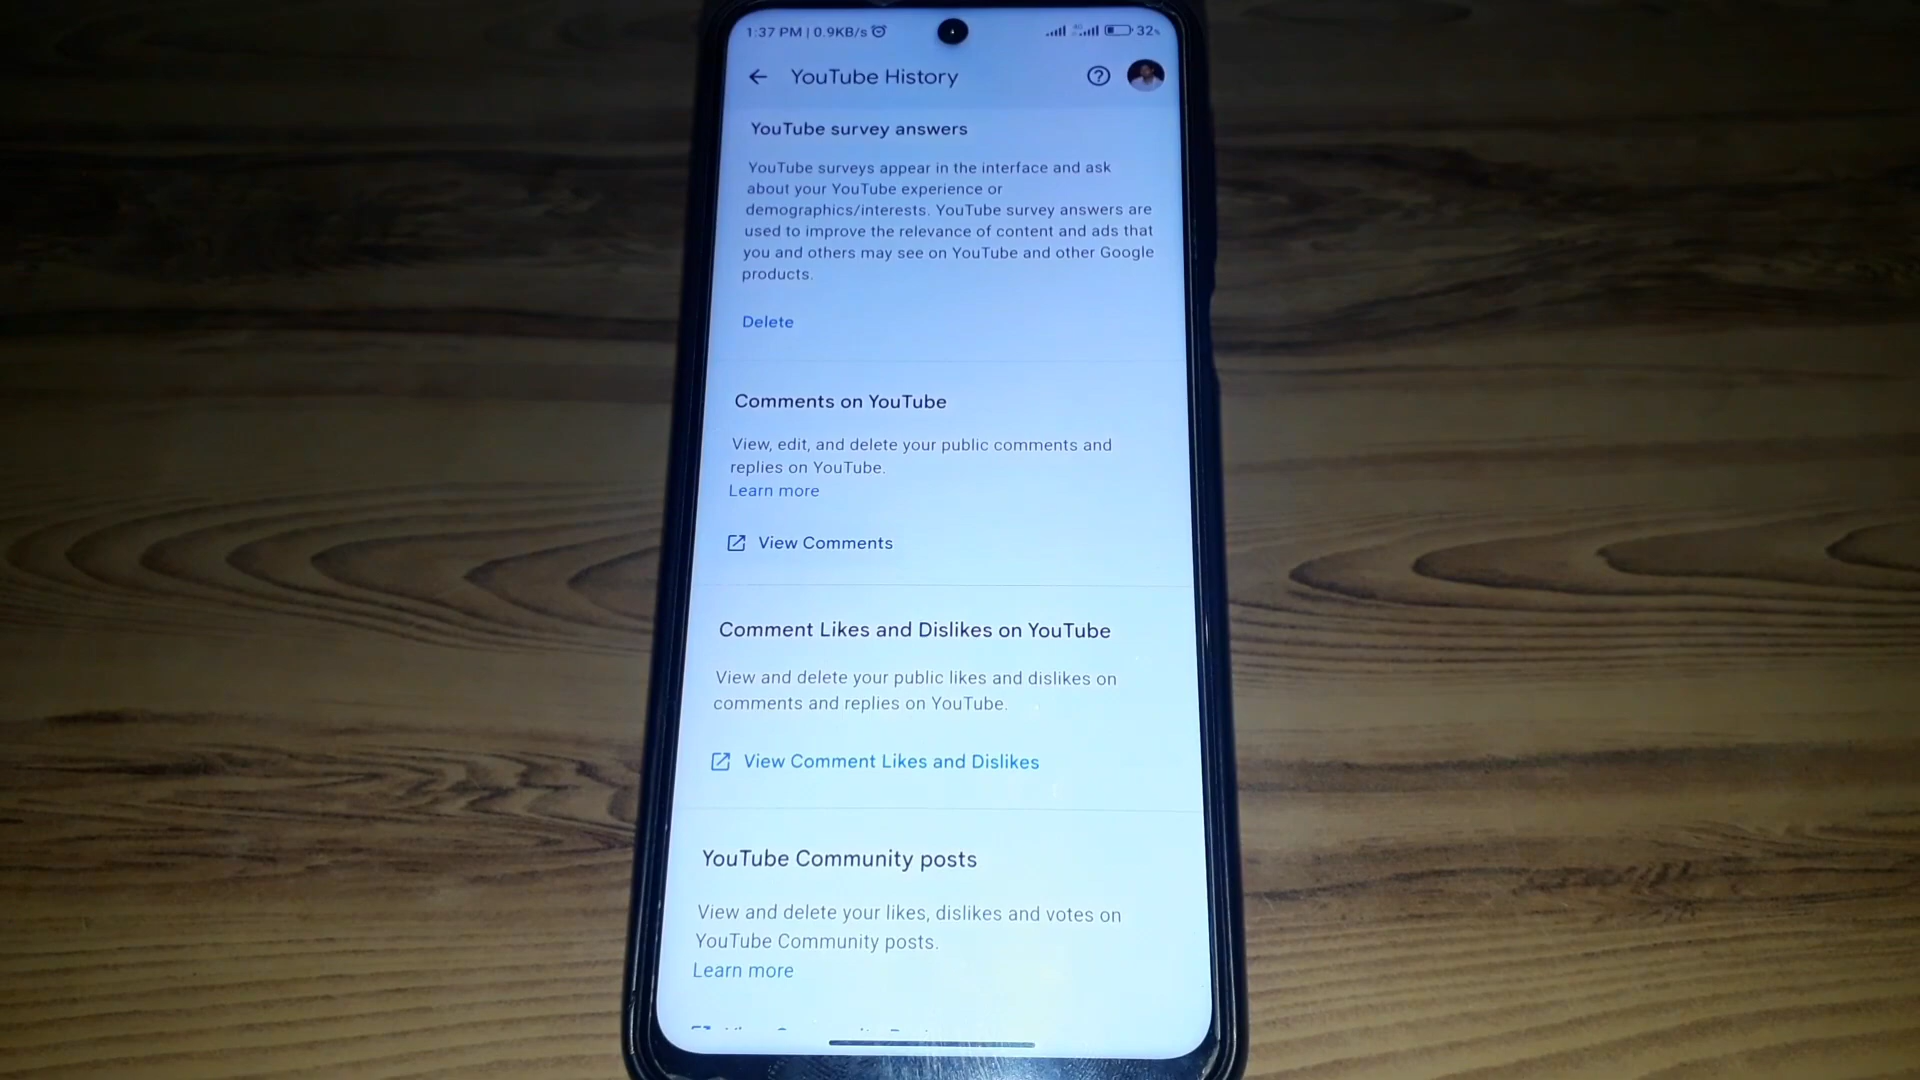 1:37 PM | 0.9KB/s 32
YouTube History
YouTube survey answers
YouTube surveys appear in the interface and ask
about your YouTube experience or
demographics/interests. YouTube survey answers are
used to improve the relevance of content and ads that
you and others may see on YouTube and other Google
products.
Delete
Comments on YouTube
View, edit, and delete your public comments and
replies on YouTube.
Learn more
View Comments
Comment Likes and Dislikes on YouTube
View and delete your public likes and dislikes on
comments and replies on YouTube.
View Comment Likes and Dislikes
YouTube Community posts
View and delete your likes, dislikes and votes on
YouTube Community posts.
Learn more